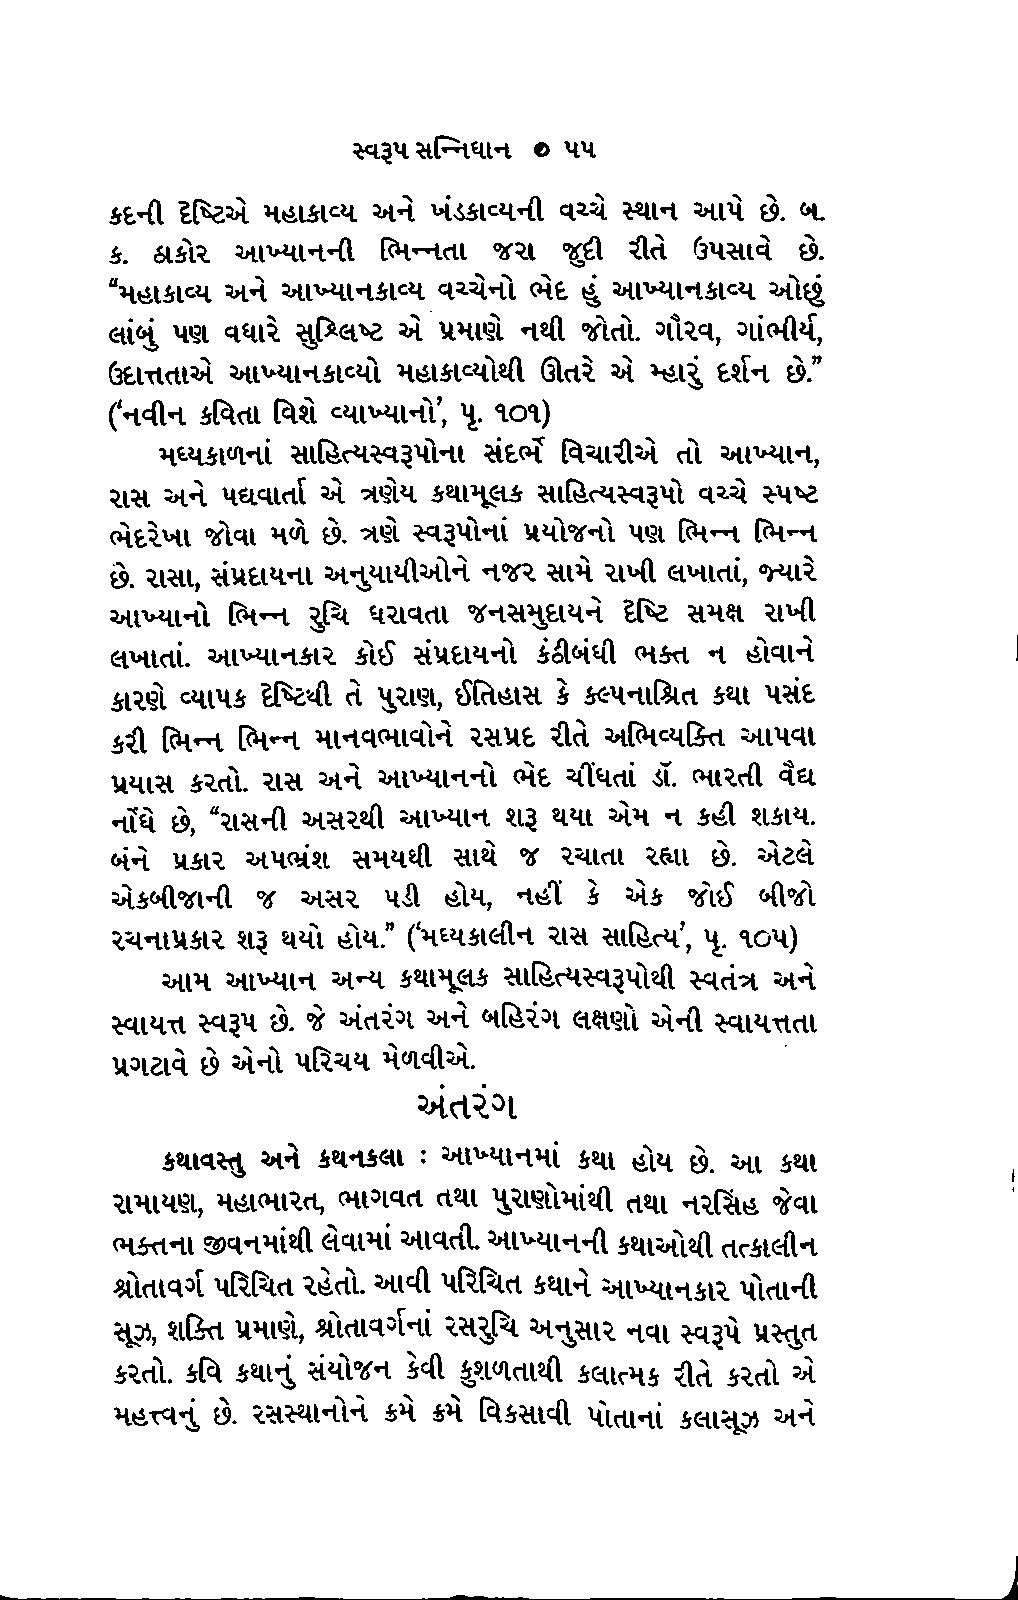 સ્વરૂપ સન્નિધાન ● ૫૫
કદની દૃષ્ટિએ મહાકાવ્ય અને ખંડકાવ્યની વચ્ચે સ્થાન આપે છે. બ.
ક. ઠાકોર આખ્યાનની ભિન્નતા જરા જુદી રીતે ઉપસાવે છે.
“મહાકાવ્ય અને આખ્યાનકાવ્ય વચ્ચેનો ભેદ હું આખ્યાનકાવ્ય ઓછું
લાંબું પણ વધારે સુશ્લિષ્ટ એ પ્રમાણે નથી જોતો. ગૌરવ, ગાંભીર્ય,
ઉદાત્તતાએ આખ્યાનકાવ્યો મહાકાવ્યોથી ઊતરે એ મ્હારું દર્શન છે.”
(‘નવીન કવિતા વિશે વ્યાખ્યાનો’, પૃ. ૧૦૧)
મધ્યકાળનાં સાહિત્યસ્વરૂપોના સંદર્ભે વિચારીએ તો આખ્યાન,
રાસ અને પદ્યવાર્તા એ ત્રણેય કથામૂલક સાહિત્યસ્વરૂપો વચ્ચે સ્પષ્ટ
ભેદરેખા જોવા મળે છે. ત્રણે સ્વરૂપોનાં પ્રયોજનો પણ ભિન્ન ભિન્ન
છે. રાસા, સંપ્રદાયના અનુયાયીઓને નજર સામે રાખી લખાતાં, જ્યારે
આખ્યાનો ભિન્ન રુચિ ધરાવતા જનસમુદાયને દૃષ્ટિ સમક્ષ રાખી
લખાતાં. આખ્યાનકાર કોઈ સંપ્રદાયનો કંઠીબંધી ભક્ત ન હોવાને
કારણે વ્યાપક દૃષ્ટિથી તે પુરાણ, ઈતિહાસ કે કલ્પનાશ્રિત કથા પસંદ
કરી ભિન્ન ભિન્ન માનવભાવોને રસપ્રદ રીતે અભિવ્યક્તિ આપવા
પ્રયાસ કરતો. રાસ અને આખ્યાનનો ભેદ ચીંધતાં ડૉ. ભારતી વૈદ્ય
નોંધે છે, “રાસની અસરથી આખ્યાન શરૂ થયા એમ ન કહી શકાય.
બંને પ્રકાર અપભ્રંશ સમયથી સાથે જ રચાતા રહ્યા છે. એટલે
એકબીજાની જ અસર પડી હોય, નહીં કે એક જોઈ બીજો
રચનાપ્રકાર શરૂ થયો હોય.” (‘મધ્યકાલીન રાસ સાહિત્ય’, પૃ. ૧૦૫)
આમ આખ્યાન અન્ય કથામૂલક સાહિત્યસ્વરૂપોથી સ્વતંત્ર અને
સ્વાયત્ત સ્વરૂપ છે. જે અંતરંગ અને બહિરંગ લક્ષણો એની સ્વાયત્તતા
પ્રગટાવે છે એનો પરિચય મેળવીએ.
અંતરંગ
કથાવસ્તુ અને કથનકલા : આખ્યાનમાં કથા હોય છે. આ કથા
રામાયણ, મહાભારત, ભાગવત તથા પુરાણોમાંથી તથા નરસિંહ જેવા
ભક્તના જીવનમાંથી લેવામાં આવતી. આખ્યાનની કથાઓથી તત્કાલીન
શ્રોતાવર્ગ પરિચિત રહેતો. આવી પરિચિત કથાને આખ્યાનકાર પોતાની
સૂઝ, શક્તિ પ્રમાણે, શ્રોતાવર્ગનાં રસરુચિ અનુસાર નવા સ્વરૂપે પ્રસ્તુત
કરતો. કવિ કથાનું સંયોજન કેવી કુશળતાથી કલાત્મક રીતે કરતો એ
મહત્ત્વનું છે. રસસ્થાનોને ક્રમે ક્રમે વિકસાવી પોતાનાં કલાસૂઝ અને